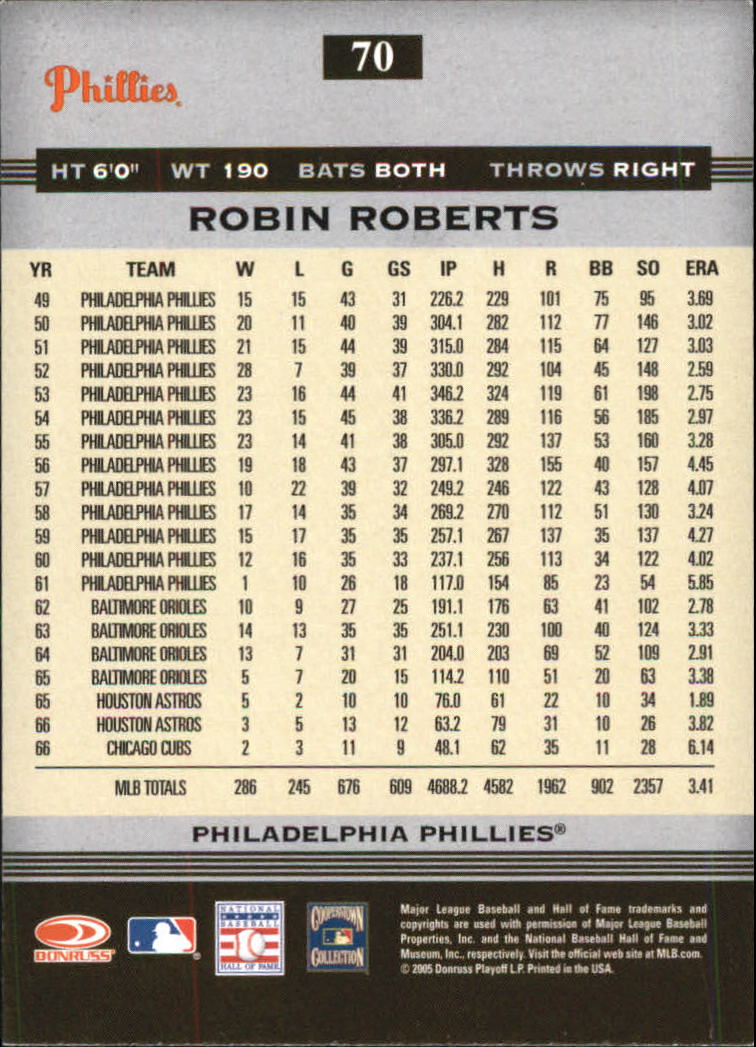 70
Phillies
HT 6'0" WT 190 BATS BOTH THROWS RIGHT
ROBIN ROBERTS
YR TEAM W L G GS IP H R BB SO ERA
49 PHILADELPHIA PHILLIES 15 15 43 31 226.2 229 101 75 95 3.69
50 PHILADELPHIA PHILLIES 20 11 40 39 304.1 282 112 77 146 3.02
51 PHILADELPHIA PHILLIES 21 15 44 39 315.0 284 115 64 127 3.03
52 PHILADELPHIA PHILLIES 28 7 39 37 330.0 292 104 45 148 2.59
53 PHILADELPHIA PHILLIES 23 16 44 41 346.2 324 119 61 198 2.75
54 PHILADELPHIA PHILLIES 23 15 45 38 336.2 289 116 56 185 2.97
55 PHILADELPHIA PHILLIES 23 14 41 38 305.0 292 137 53 160 3.28
56 PHILADELPHIA PHILLIES 19 18 43 37 297.1 328 155 40 157 4.45
57 PHILADELPHIA PHILLIES 10 22 39 32 249.2 246 122 43 128 4.07
58 PHILADELPHIA PHILLIES 17 14 35 34 269.2 270 112 51 130 3.24
59 PHILADELPHIA PHILLIES 15 17 35 35 257.1 267 137 35 137 4.27
60 PHILADELPHIA PHILLIES 12 16 35 33 237.1 256 113 34 122 4.02
61 PHILADELPHIA PHILLIES 1 10 26 18 117.0 154 85 23 54 5.85
62 BALTIMORE ORIOLES 10 9 27 25 191.1 176 63 41 102 2.78
63 BALTIMORE ORIOLES 14 13 35 35 251.1 230 100 40 124 3.33
64 BALTIMORE ORIOLES 13 7 31 31 204.0 203 69 52 109 2.91
65 BALTIMORE ORIOLES 5 7 20 15 114.2 110 51 20 63 3.38
65 HOUSTON ASTROS 5 2 10 10 76.0 61 22 10 34 1.89
66 HOUSTON ASTROS 3 5 13 12 63.2 79 31 10 26 3.82
66 CHICAGO CUBS 2 3 11 9 48.1 62 35 11 28 6.14
MLB TOTALS 286 245 676 609 4688.2 4582 1962 902 2357 3.41
PHILADELPHIA PHILLIES®
DONRUSS
NATIONAL
BASEBALL
HALL OF FAME
COOPERSTOWN
COLLECTION
Major League Baseball and Hall of Fame trademarks and
copyrights are used with permission of Major League Baseball
Properties, Inc. and the National Baseball Hall of Fame and
Museum, Inc., respectively. Visit the official web site at MLB.com.
© 2005 Donruss Playoff L.P. Printed in the USA.